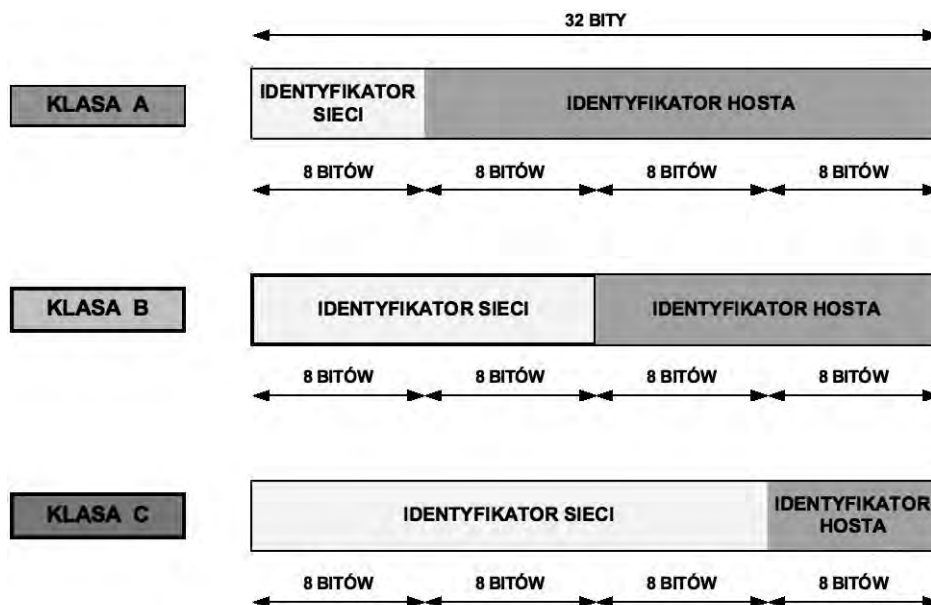 32 BITY
KLASA A
IDENTYFIKATOR
SIECI
IDENTYFIKATOR HOSTA
8 BITÓW 8 BITÓW 8 BITÓW 8 BITÓW
KLASA B
IDENTYFIKATOR SIECI
IDENTYFIKATOR HOSTA
8 BITÓW 8 BITÓW 8 BITÓW 8 BITÓW
KLASA C
IDENTYFIKATOR SIECI
IDENTYFIKATOR
HOSTA
8 BITÓW 8 BITÓW 8 BITÓW 8 BITÓW